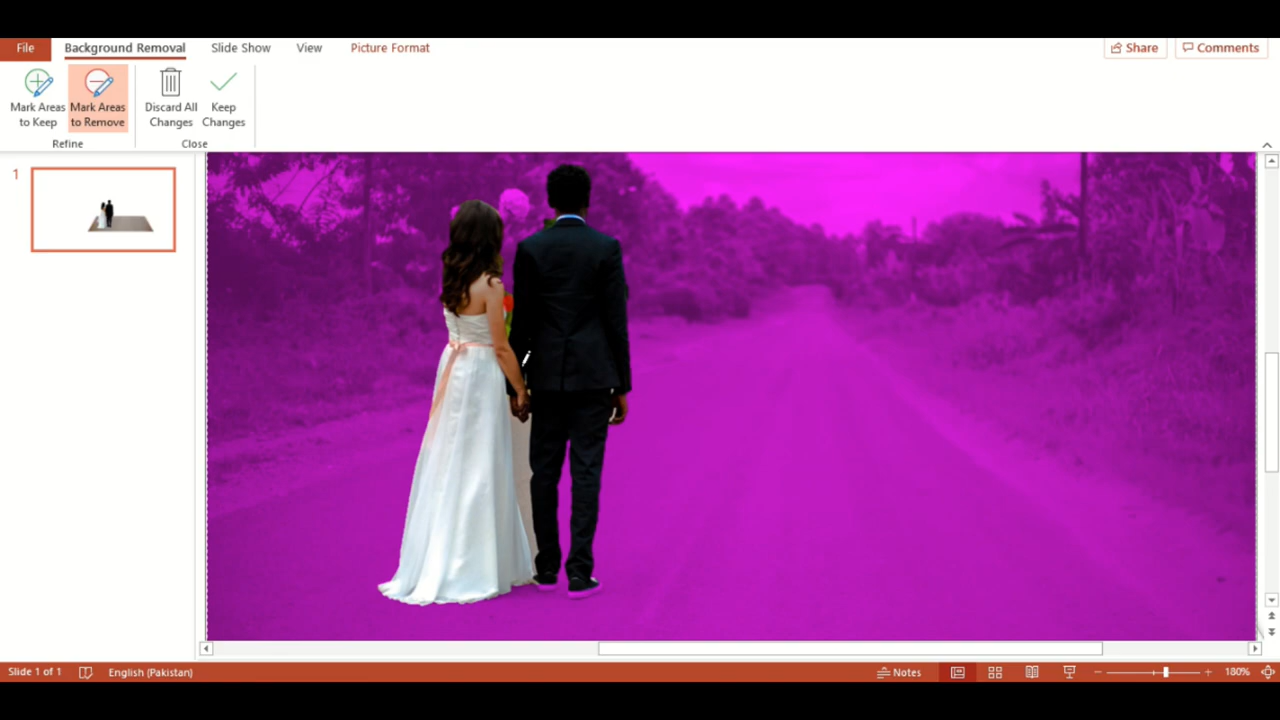 File Background Removal Slide Show View Picture Format Share Comments
Mark Areas to Keep
Mark Areas to Remove
Discard All Changes
Keep Changes
Refine
Close
1
Slide 1 of 1 English (Pakistan) Notes 180%